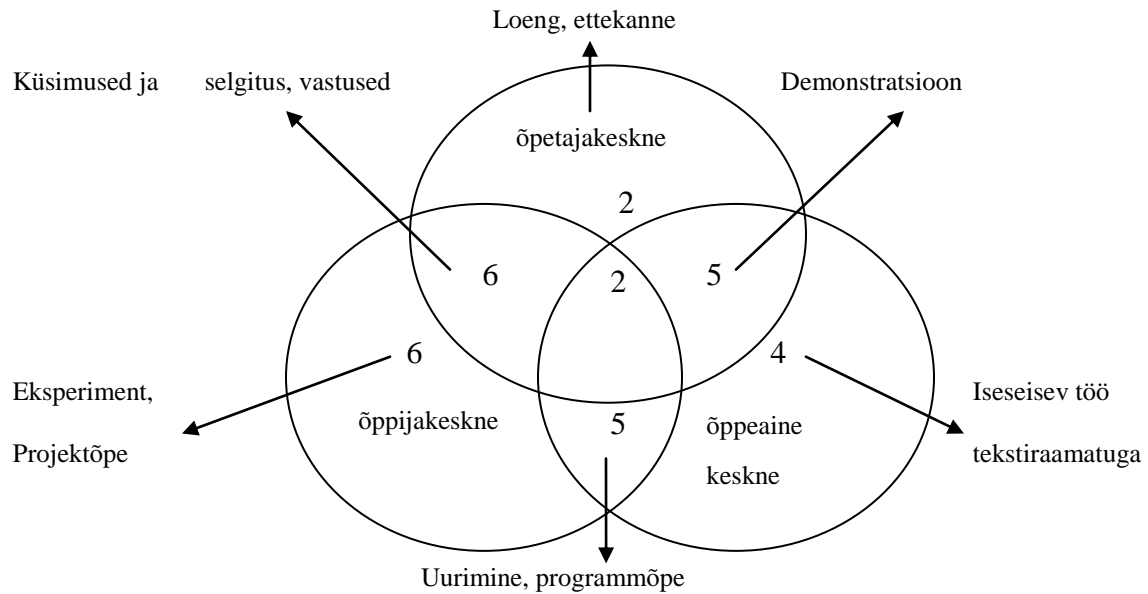 Loeng, ettekanne
Küsimused ja selgitus, vastused
Demonstratsioon
õpetajakeskne
2
6
2
5
6
4
Eksperiment,
Projektõpe
õppijakeskne
5
õppeaine
keskne
Iseseisev töö
tekstiraamatuga
Uurimine, programmõpe